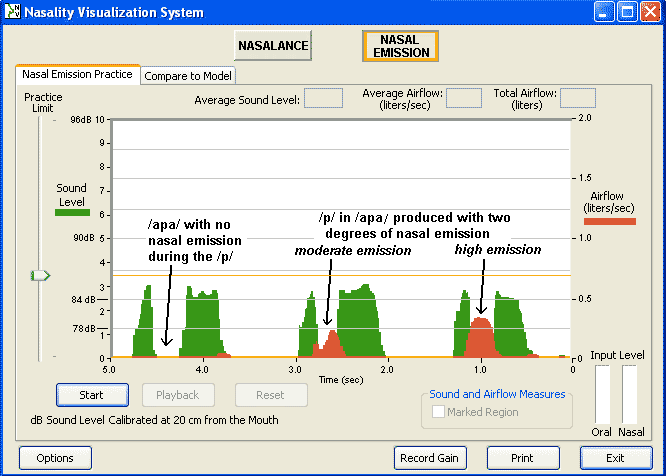 Nasality Visualization System
NASALANCE
NASAL
EMISSION
Nasal Emission Practice
Compare to Model
Practice
Limit
Average Sound Level:
Average Airflow:
(liters/sec)
Total Airflow:
(liters)
96dB 10
9
8
7
6
90dB 5
4
3
84 dB
2
78dB
1
0
Sound
Level
2.0
1.5
1.0
0.5
0
Airflow
(liters/sec)
/apa/ with no
nasal emission
during the /p/
/p/ in /apa/ produced with two
degrees of nasal emission
moderate emission
high emission
5.0 4.0 3.0 2.0 1.0 0
Time (sec)
Start
Playback
Reset
dB Sound Level Calibrated at 20 cm from the Mouth
Sound and Airflow Measures
Marked Region
Input Level
Oral Nasal
Options
Record Gain
Print
Exit